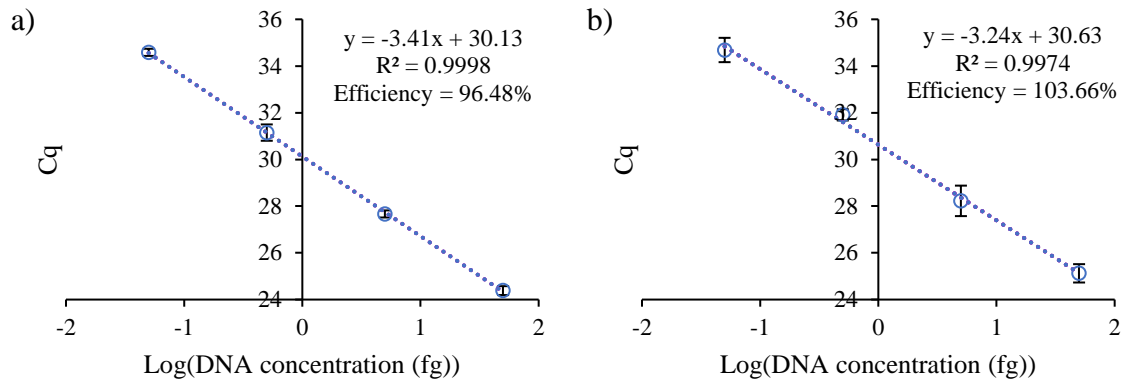 a)
y = -3.41x + 30.13
R² = 0.9998
Efficiency = 96.48%
Cq
36
34
32
30
28
26
24
-2
-1
0
1
2
Log(DNA concentration (fg))
b)
y = -3.24x + 30.63
R² = 0.9974
Efficiency = 103.66%
Cq
36
34
32
30
28
26
24
-2
-1
0
1
2
Log(DNA concentration (fg))